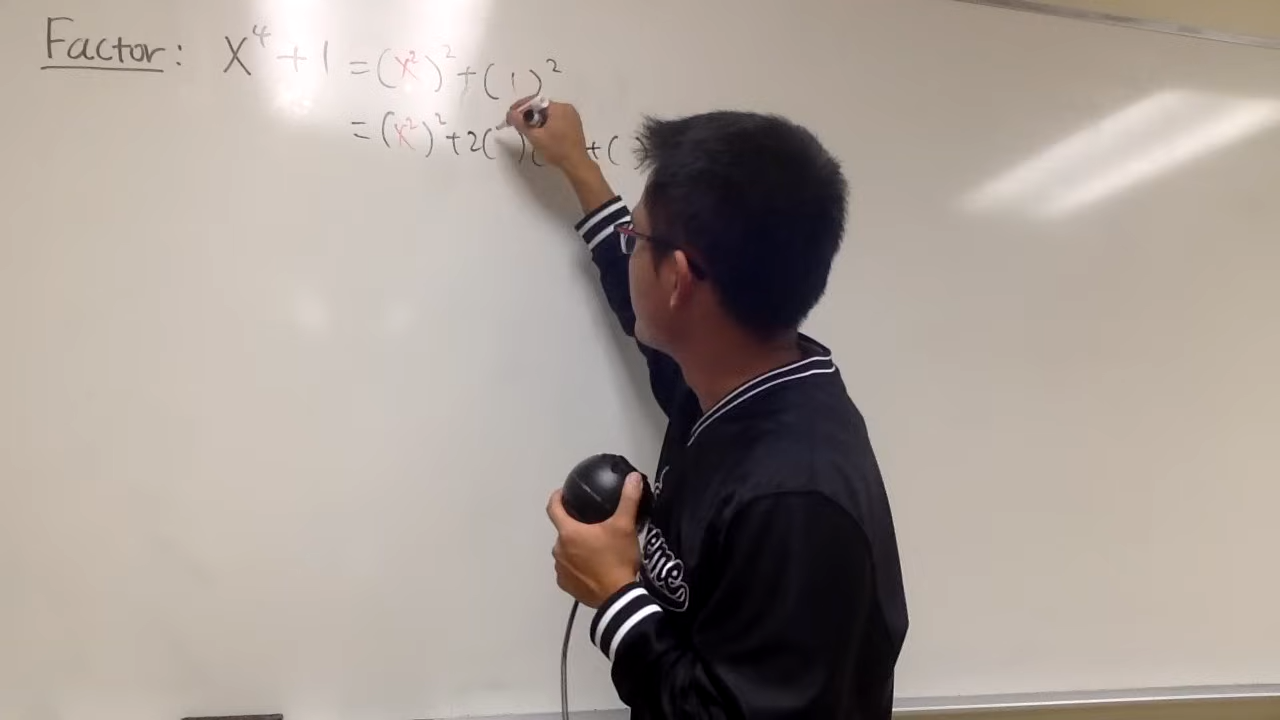 Factor: X⁴+1 = (x²)²+(1)²
= (x²)²+2( )( +( )